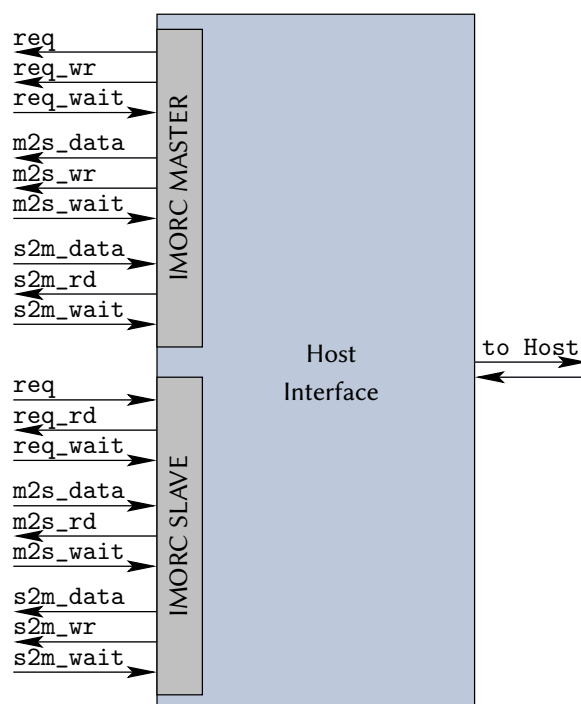 req
req_wr
req_wait
m2s_data
m2s_wr
m2s_wait
s2m_data
s2m_rd
s2m_wait
IMORC MASTER
req
req_rd
req_wait
m2s_data
m2s_rd
m2s_wait
s2m_data
s2m_wr
s2m_wait
IMORC SLAVE
Host
Interface
to Host